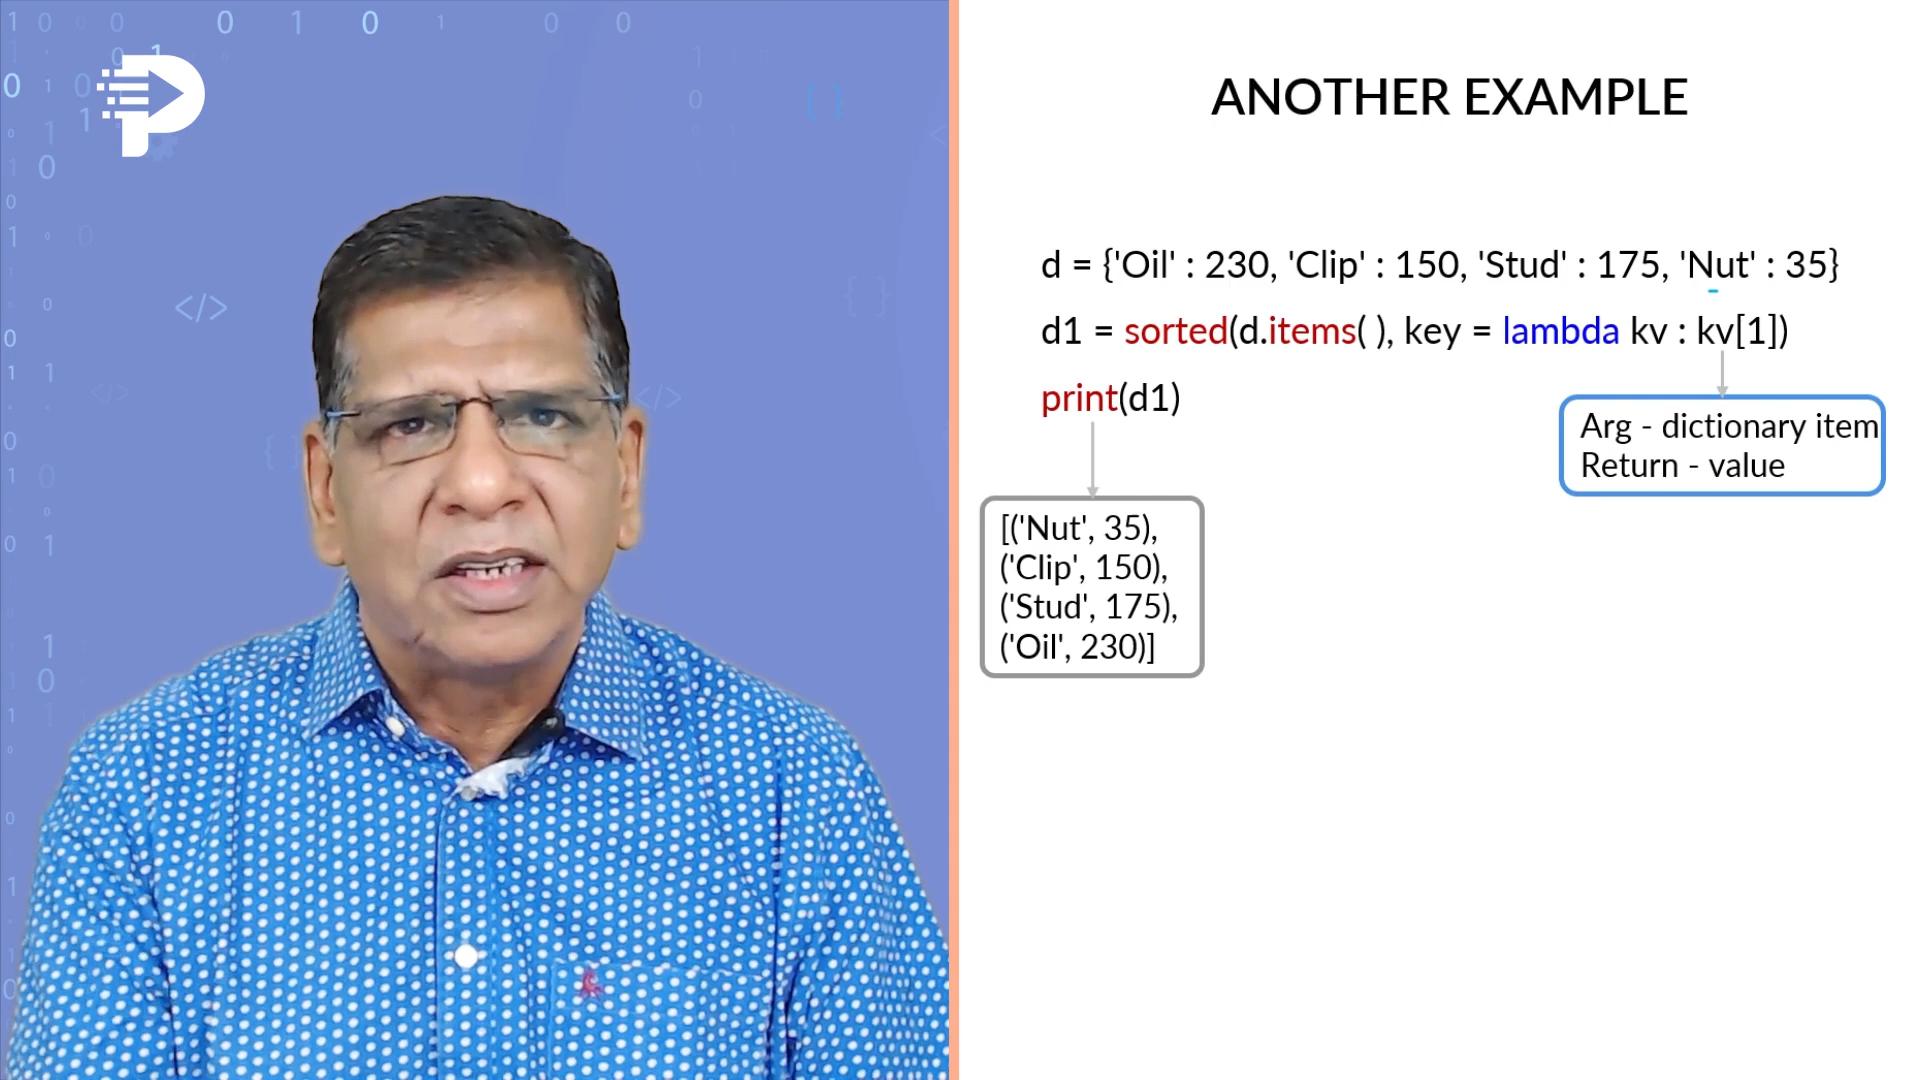 ANOTHER EXAMPLE
d = {'Oil' : 230, 'Clip' : 150, 'Stud' : 175, 'Nut' : 35}
d1 = sorted(d.items( ), key = lambda kv : kv[1])
print(d1)
Arg - dictionary item
Return - value
[('Nut', 35),
('Clip', 150),
('Stud', 175),
('Oil', 230)]